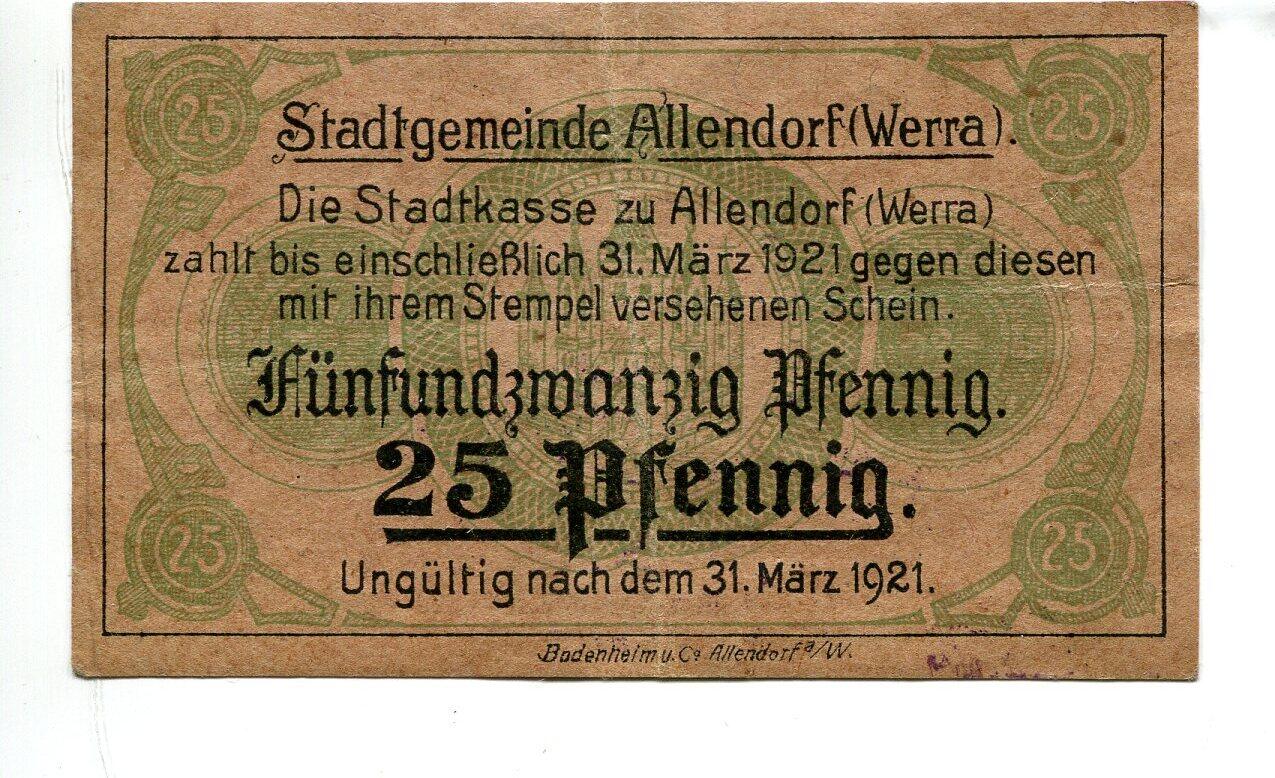 25 25
Stadtgemeinde Allendorf (Werra).
Die Stadtkasse zu Allendorf (Werra)
zahlt bis einschließlich 31. März 1921 gegen diesen
mit ihrem Stempel versehenen Schein.
Fünfundzwanzig Pfennig.
25 Pfennig.
25 25
Ungültig nach dem 31. März 1921.
Bodenheim u. Co Allendorf a/W.